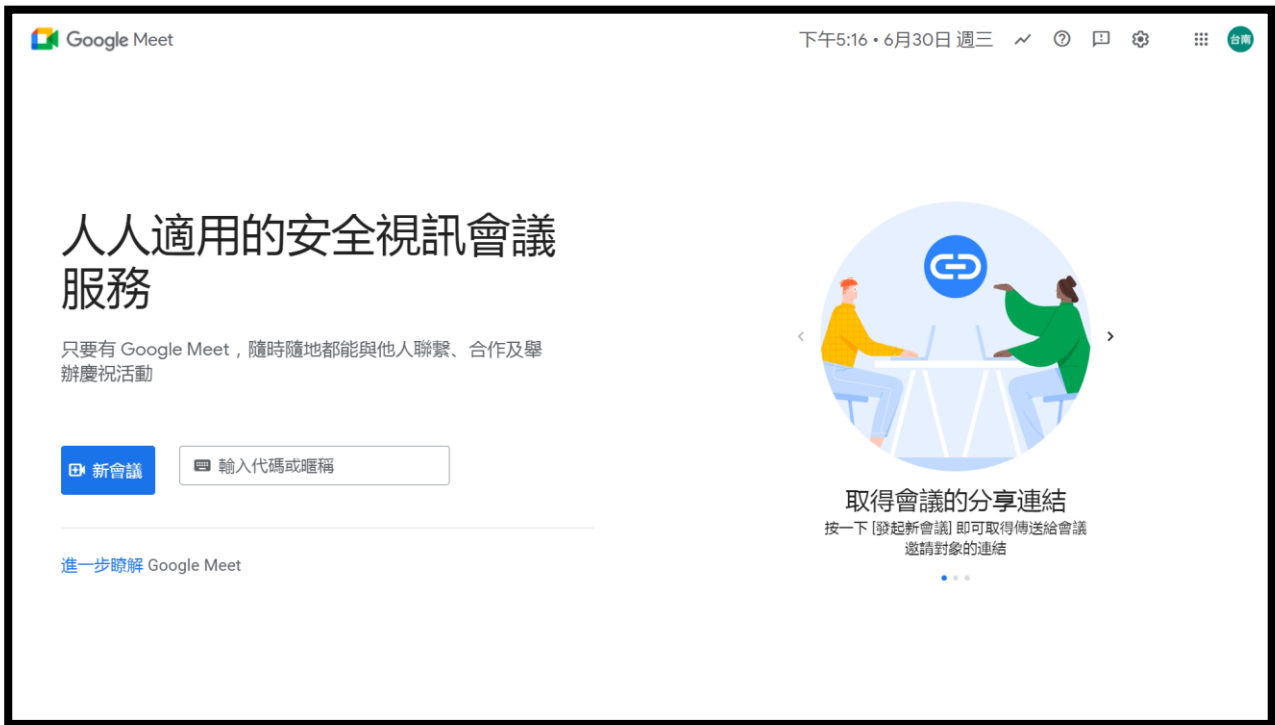 Google Meet
下午5:16 • 6月30日 週三
台南
人人適用的安全視訊會議
服務
只要有 Google Meet，隨時隨地都能與他人聯繫、合作及舉
辦慶祝活動
新會議
輸入代碼或暱稱
進一步瞭解 Google Meet
取得會議的分享連結
按一下 [發起新會議] 即可取得傳送給會議
邀請對象的連結